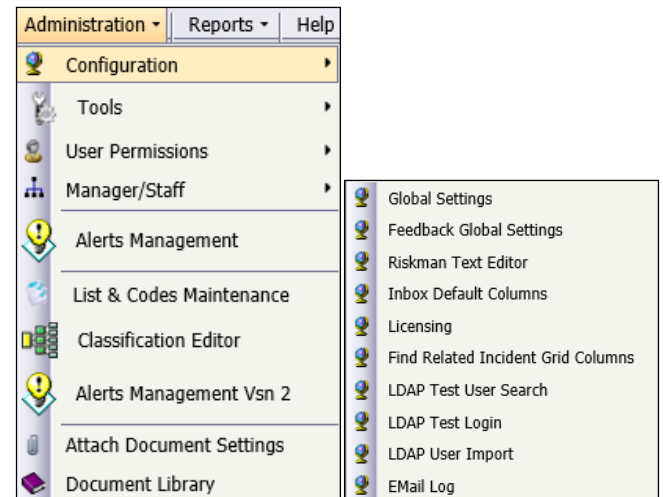 Administration Reports Help
Configuration
Tools
User Permissions
Manager/Staff
Alerts Management
List & Codes Maintenance
Classification Editor
Alerts Management Vsn 2
Attach Document Settings
Document Library
Global Settings
Feedback Global Settings
Riskman Text Editor
Inbox Default Columns
Licensing
Find Related Incident Grid Columns
LDAP Test User Search
LDAP Test Login
LDAP User Import
EMail Log